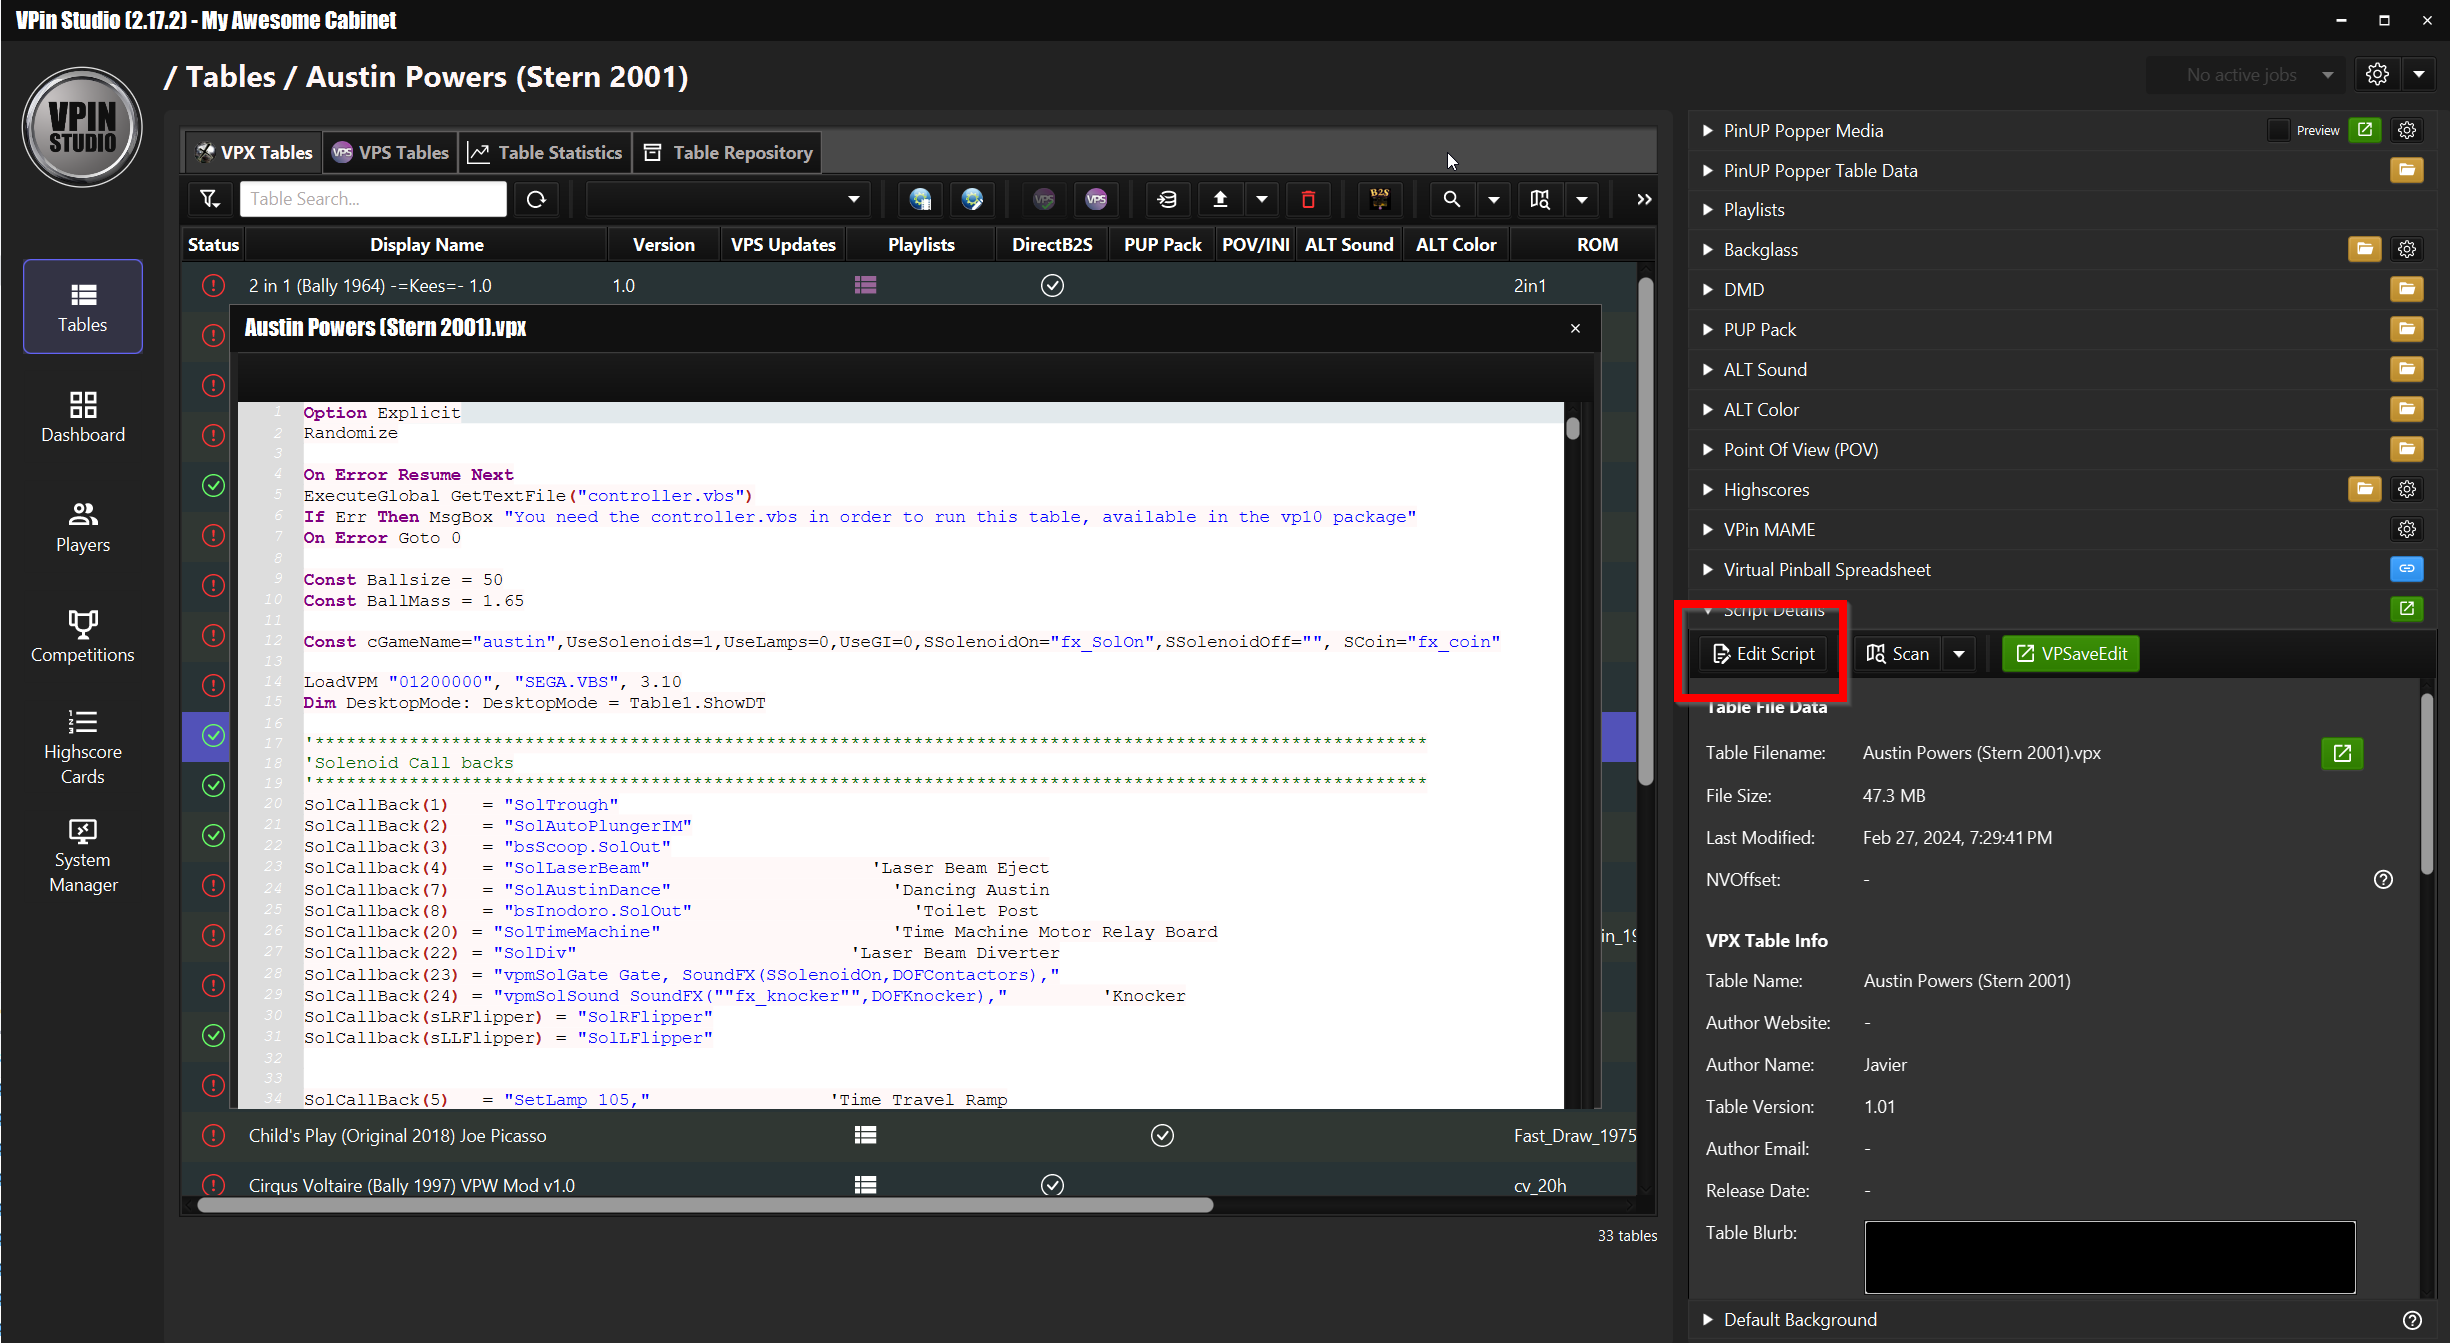 VPin Studio (2.17.2) - My Awesome Cabinet
VPIN STUDIO
/ Tables / Austin Powers (Stern 2001)
No active jobs
Tables
Dashboard
Players
Competitions
Highscore
Cards
System
Manager
VPX Tables
VPS VPS Tables
Table Statistics
Table Repository
Table Search...
VPS
VPS
B2S
Status Display Name Version VPS Updates Playlists DirectB2S PUP Pack POV/INI ALT Sound ALT Color ROM
2 in 1 (Bally 1964) -=Kees=- 1.0 1.0 2in1
Austin Powers (Stern 2001).vpx
1 Option Explicit
2 Randomize
3
4 On Error Resume Next
5 ExecuteGlobal GetTextFile("controller.vbs")
6 If Err Then MsgBox "You need the controller.vbs in order to run this table, available in the vp10 package"
7 On Error Goto 0
8
9 Const Ballsize = 50
10 Const BallMass = 1.65
11
12 Const cGameName="austin",UseSolenoids=1,UseLamps=0,UseGI=0,SSolenoidOn="fx_SolOn",SSolenoidOff="", SCoin="fx_coin"
13
14 LoadVPM "01200000", "SEGA.VBS", 3.10
15 Dim DesktopMode: DesktopMode = Table1.ShowDT
16
17 '**********************************************************************************************************
18 'Solenoid Call backs
19 '**********************************************************************************************************
20 SolCallBack(1) = "SolTrough"
21 SolCallBack(2) = "SolAutoPlungerIM"
22 SolCallback(3) = "bsScoop.SolOut"
23 SolCallback(4) = "SolLaserBeam" 'Laser Beam Eject
24 SolCallback(7) = "SolAustinDance" 'Dancing Austin
25 SolCallback(8) = "bsInodoro.SolOut" 'Toilet Post
26 SolCallback(20) = "SolTimeMachine" 'Time Machine Motor Relay Board
27 SolCallback(22) = "SolDiv" 'Laser Beam Diverter
28 SolCallback(23) = "vpmSolGate Gate, SoundFX(SSolenoidOn,DOFContactors),"
29 SolCallback(24) = "vpmSolSound SoundFX(""fx_knocker"",DOFKnocker)," 'Knocker
30 SolCallback(sLRFlipper) = "SolRFlipper"
31 SolCallback(sLLFlipper) = "SolLFlipper"
32
33
34 SolCallBack(5) = "SetLamp 105," 'Time Travel Ramp
in_19
Child's Play (Original 2018) Joe Picasso Fast_Draw_1975
Cirqus Voltaire (Bally 1997) VPW Mod v1.0 cv_20h
33 tables
PinUP Popper Media Preview
PinUP Popper Table Data
Playlists
Backglass
DMD
PUP Pack
ALT Sound
ALT Color
Point Of View (POV)
Highscores
VPin MAME
Virtual Pinball Spreadsheet
Script Details
Edit Script Scan VPSaveEdit
Table File Data
Table Filename: Austin Powers (Stern 2001).vpx
File Size: 47.3 MB
Last Modified: Feb 27, 2024, 7:29:41 PM
NVOffset: -
VPX Table Info
Table Name: Austin Powers (Stern 2001)
Author Website: -
Author Name: Javier
Table Version: 1.01
Author Email: -
Release Date: -
Table Blurb:
Default Background